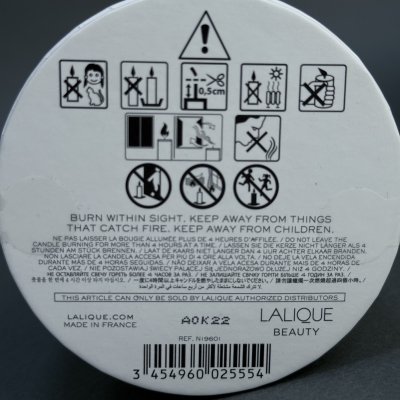 0,5cm
BURN WITHIN SIGHT. KEEP AWAY FROM THINGS
THAT CATCH FIRE. KEEP AWAY FROM CHILDREN.
NE PAS LAISSER LA BOUGIE ALLUMÉE PLUS DE 4 HEURES D'AFFILÉE. / DO NOT LEAVE THE
CANDLE BURNING FOR MORE THAN 4 HOURS AT A TIME. / LASSEN SIE DIE KERZE NICHT LÄNGER ALS 4
STUNDEN AM STÜCK BRENNEN. / LAAT DE KAARS NIET LANGER DAN 4 UUR ACHTER ELKAAR BRANDEN.
NON LASCIARE LA CANDELA ACCESA PER PIÙ DI 4 ORE ALLA VOLTA. / NO DEJAR LA VELA ENCENDIDA
DURANTE MÁS DE 4 HORAS SEGUIDAS. / NÃO DEIXAR A VELA ACESA DURANTE MAIS DE 4 HORAS DE
CADA VEZ. / NIE POZOSTAWIAJ ŚWIECY PALĄCEJ SIĘ JEDNORAZOWO DŁUŻEJ NIŻ 4 GODZINY. /
THIS ARTICLE CAN ONLY BE SOLD BY LALIQUE AUTHORIZED DISTRIBUTORS
LALIQUE.COM
MADE IN FRANCE
A0K22
LALIQUE
BEAUTY
REF. N19601
3 454960 025554